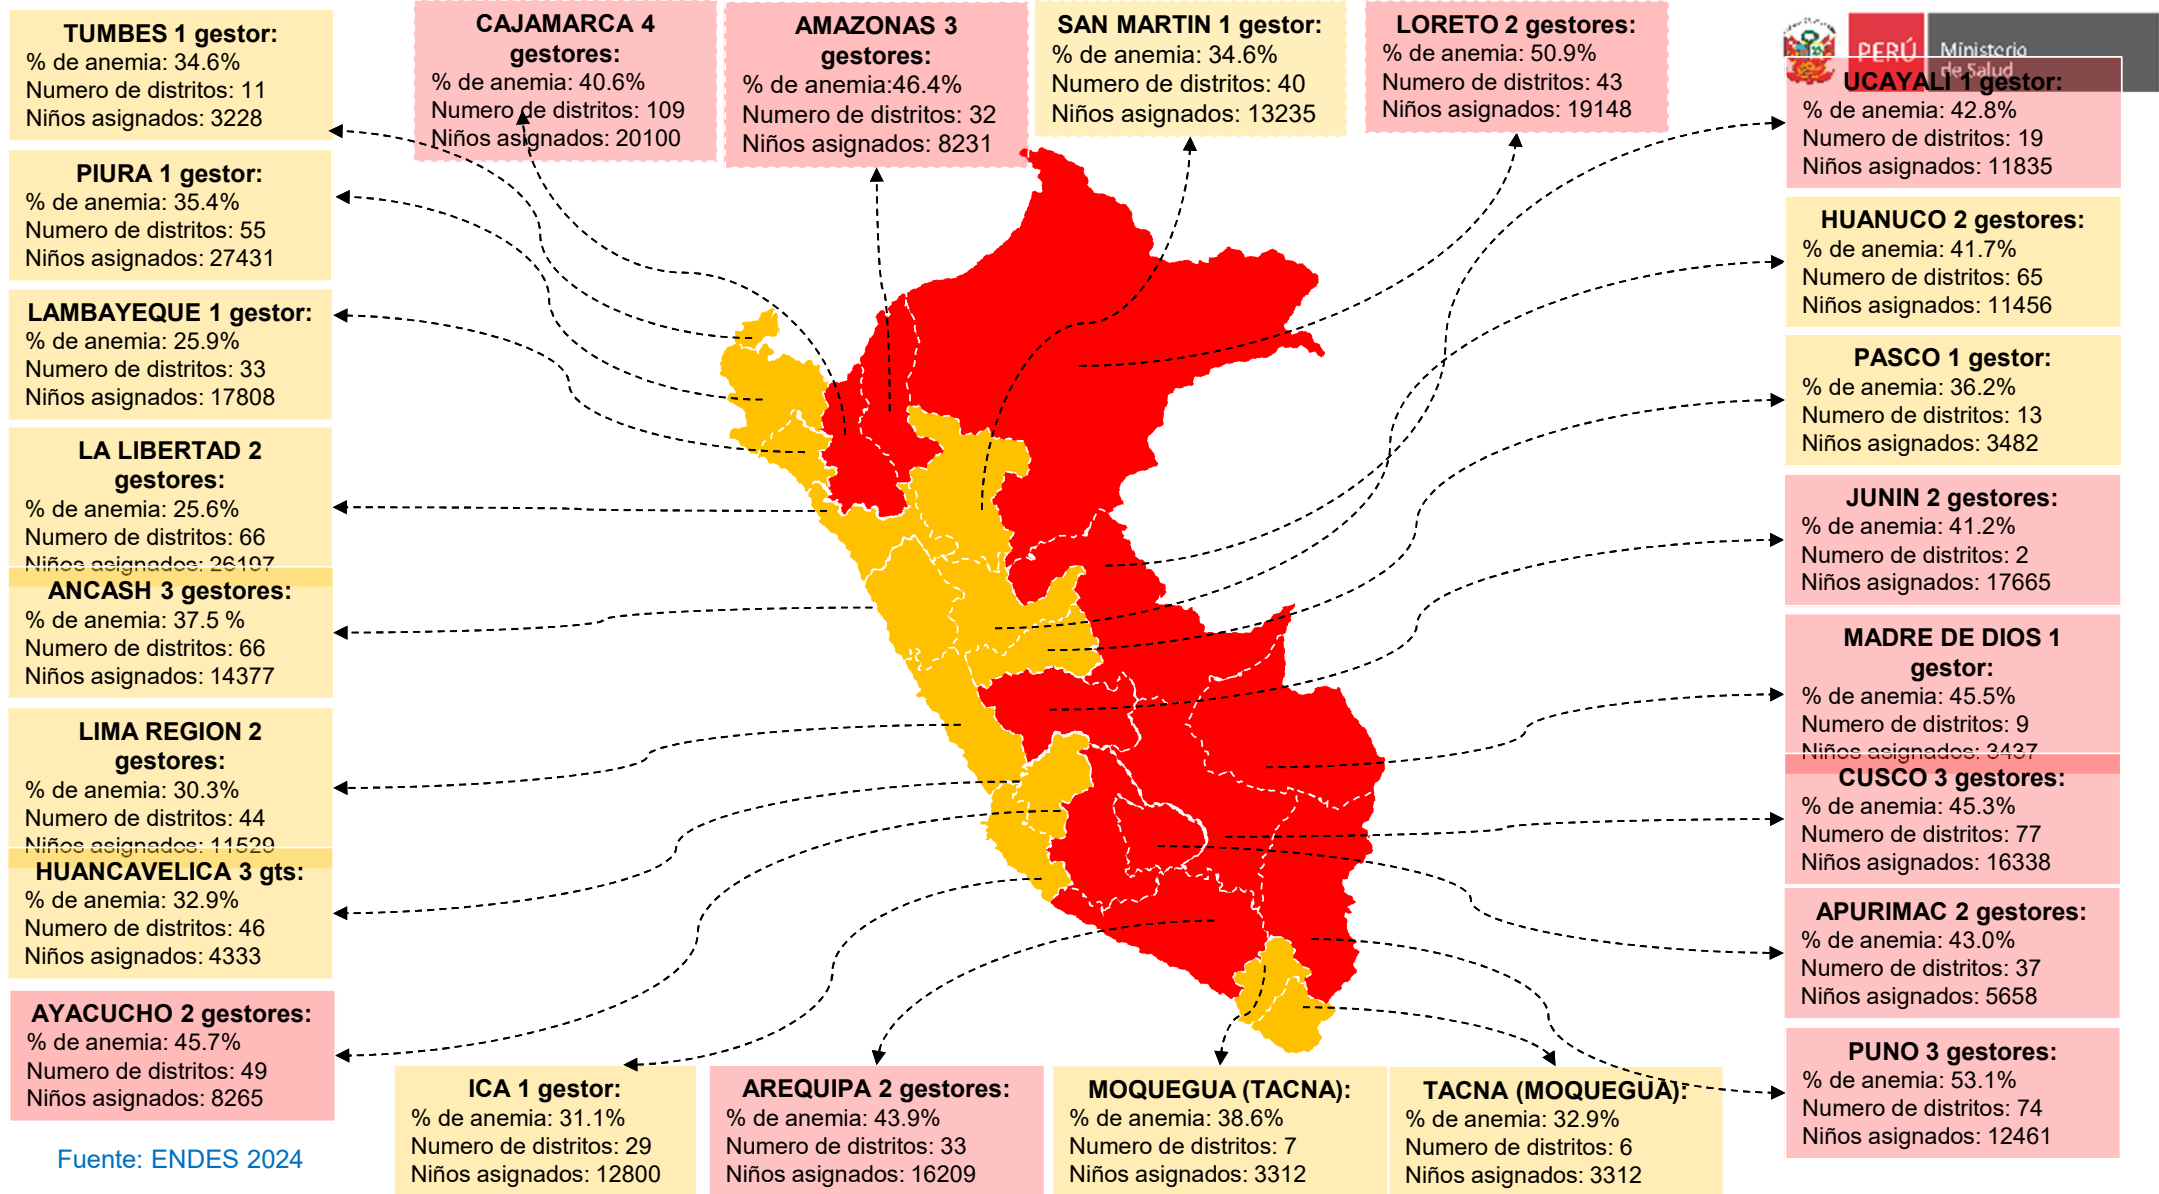 TUMBES 1 gestor:
% de anemia: 34.6%
Numero de distritos: 11
Niños asignados: 3228
PIURA 1 gestor:
% de anemia: 35.4%
Numero de distritos: 55
Niños asignados: 27431
LAMBAYEQUE 1 gestor:
% de anemia: 25.9%
Numero de distritos: 33
Niños asignados: 17808
LA LIBERTAD 2
gestores:
% de anemia: 25.6%
Numero de distritos: 66
Niños asignados: 26197
ANCASH 3 gestores:
% de anemia: 37.5 %
Numero de distritos: 66
Niños asignados: 14377
LIMA REGION 2
gestores:
% de anemia: 30.3%
Numero de distritos: 44
Niños asignados: 11529
HUANCAVELICA 3 gts:
% de anemia: 32.9%
Numero de distritos: 46
Niños asignados: 4333
AYACUCHO 2 gestores:
% de anemia: 45.7%
Numero de distritos: 49
Niños asignados: 8265
Fuente: ENDES 2024
CAJAMARCA 4
gestores:
% de anemia: 40.6%
Numero de distritos: 109
Niños asignados: 20100
AMAZONAS 3
gestores:
% de anemia:46.4%
Numero de distritos: 32
Niños asignados: 8231
SAN MARTIN 1 gestor:
% de anemia: 34.6%
Numero de distritos: 40
Niños asignados: 13235
LORETO 2 gestores:
% de anemia: 50.9%
Numero de distritos: 43
Niños asignados: 19148
PERÚ
Ministerio
de Salud
UCAYALI 1 gestor:
% de anemia: 42.8%
Numero de distritos: 19
Niños asignados: 11835
HUANUCO 2 gestores:
% de anemia: 41.7%
Numero de distritos: 65
Niños asignados: 11456
PASCO 1 gestor:
% de anemia: 36.2%
Numero de distritos: 13
Niños asignados: 3482
JUNIN 2 gestores:
% de anemia: 41.2%
Numero de distritos: 2
Niños asignados: 17665
MADRE DE DIOS 1
gestor:
% de anemia: 45.5%
Numero de distritos: 9
Niños asignados: 3437
CUSCO 3 gestores:
% de anemia: 45.3%
Numero de distritos: 77
Niños asignados: 16338
APURIMAC 2 gestores:
% de anemia: 43.0%
Numero de distritos: 37
Niños asignados: 5658
PUNO 3 gestores:
% de anemia: 53.1%
Numero de distritos: 74
Niños asignados: 12461
ICA 1 gestor:
% de anemia: 31.1%
Numero de distritos: 29
Niños asignados: 12800
AREQUIPA 2 gestores:
% de anemia: 43.9%
Numero de distritos: 33
Niños asignados: 16209
MOQUEGUA (TACNA):
% de anemia: 38.6%
Numero de distritos: 7
Niños asignados: 3312
TACNA (MOQUEGUA):
% de anemia: 32.9%
Numero de distritos: 6
Niños asignados: 3312